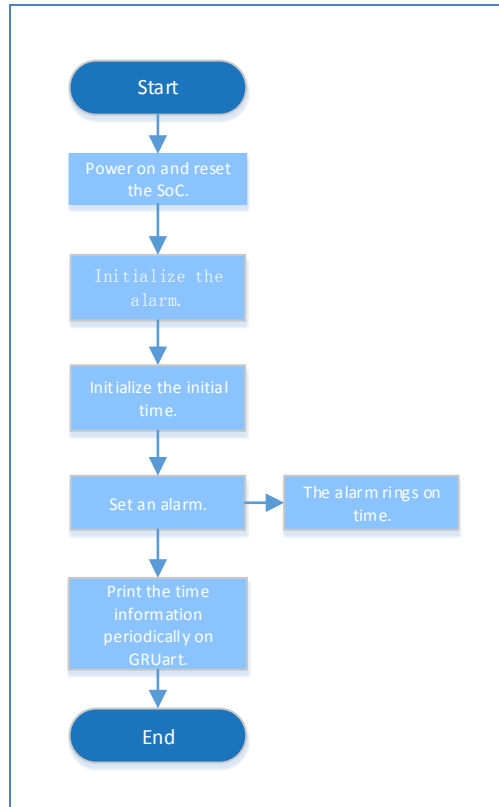 Start
Power on and reset
the SoC.
Initialize the
alarm.
Initialize the initial
time.
Set an alarm.
The alarm rings on
time.
Print the time
information
periodically on
GRUart.
End